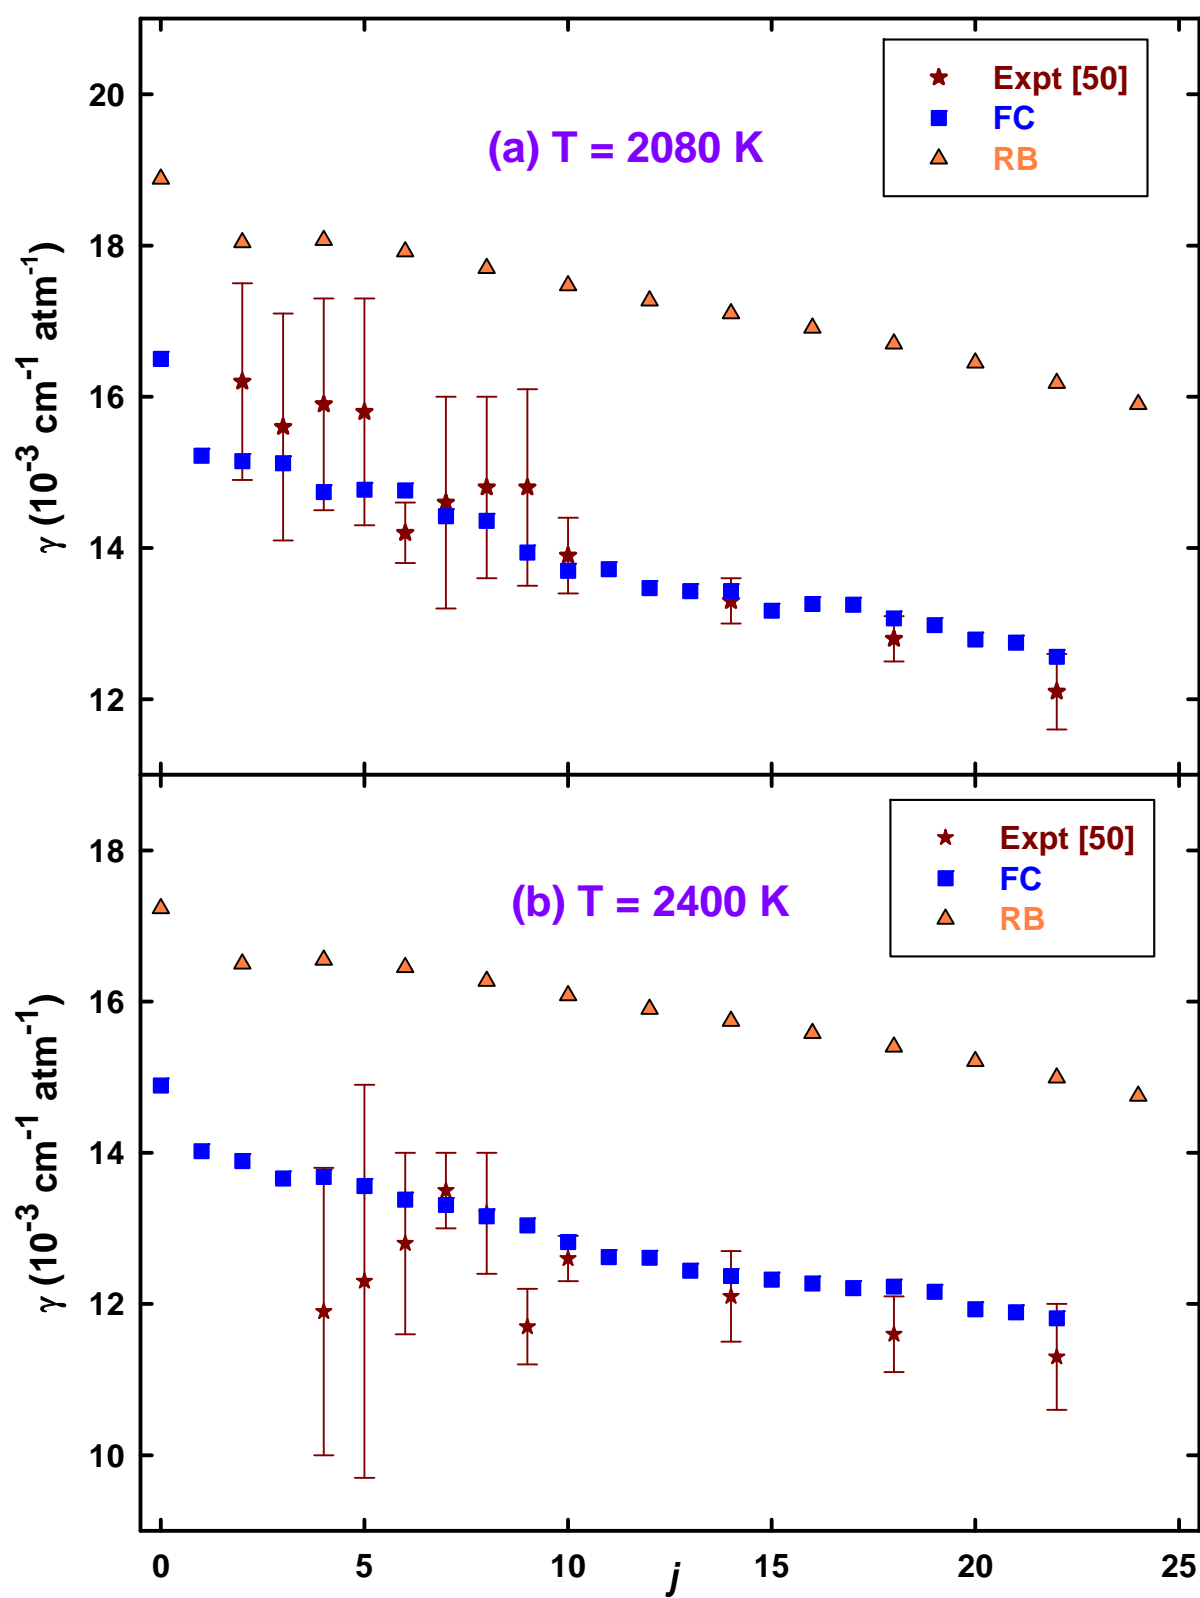 Expt [50]
FC
RB
(a) T = 2080 K
20
18
16
14
12
γ (10⁻³ cm⁻¹ atm⁻¹)
Expt [50]
FC
RB
(b) T = 2400 K
18
16
14
12
10
γ (10⁻³ cm⁻¹ atm⁻¹)
0 5 10 15 20 25
j